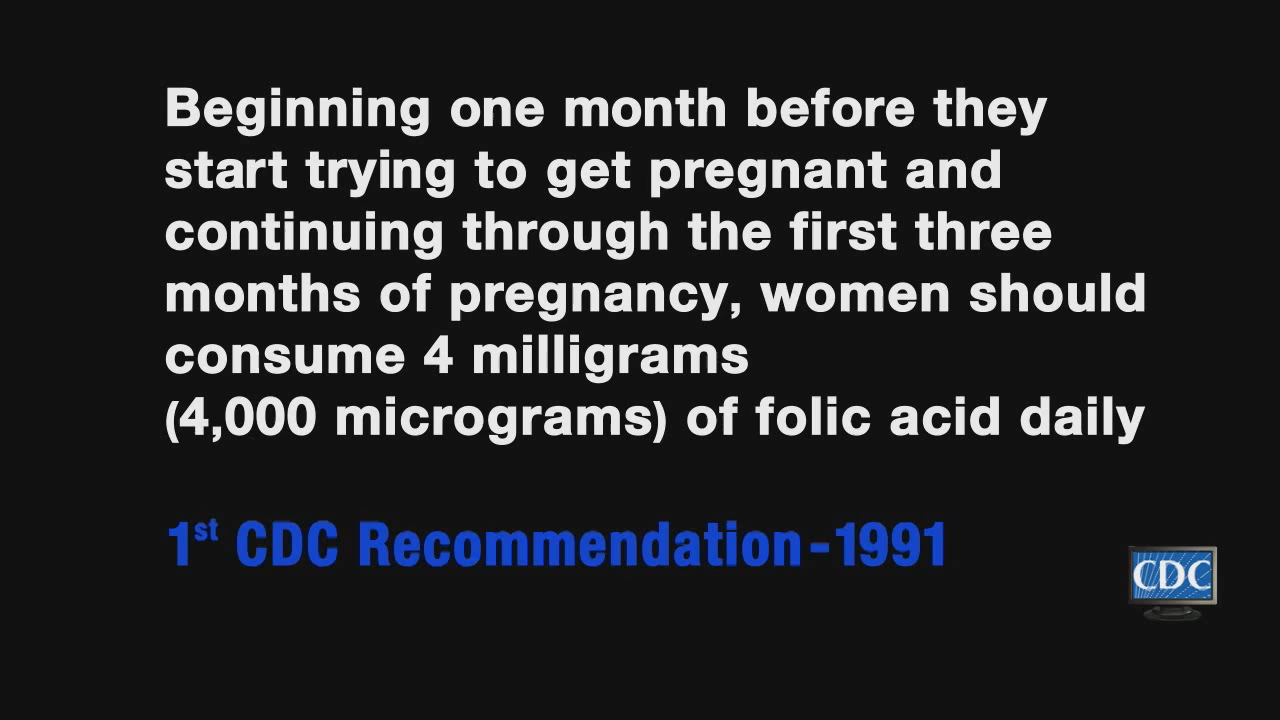 Beginning one month before they
start trying to get pregnant and
continuing through the first three
months of pregnancy, women should
consume 4 milligrams
(4,000 micrograms) of folic acid daily
1st CDC Recommendation-1991
CDC